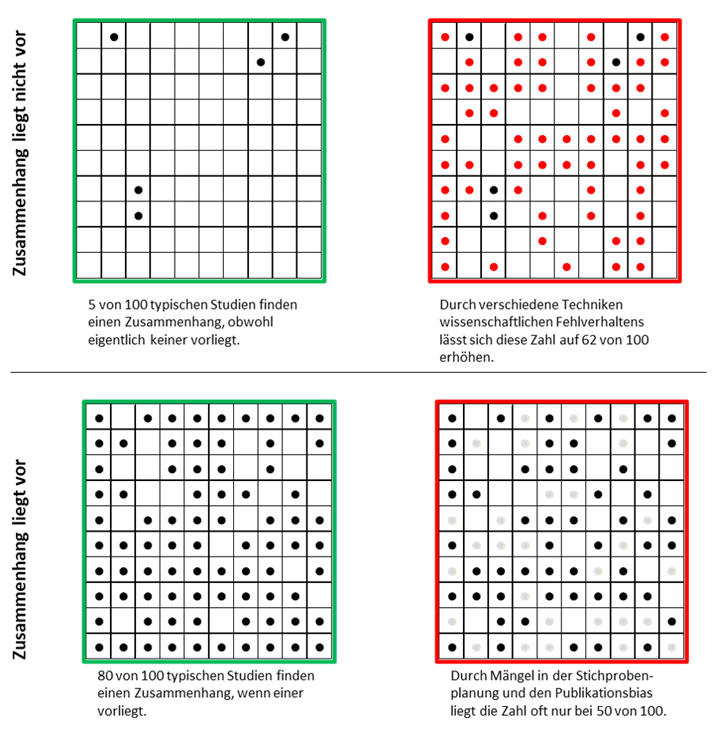 Zusammenhang liegt nicht vor
5 von 100 typischen Studien finden
einen Zusammenhang, obwohl
eigentlich keiner vorliegt.
Durch verschiedene Techniken
wissenschaftlichen Fehlverhaltens
lässt sich diese Zahl auf 62 von 100
erhöhen.
Zusammenhang liegt vor
80 von 100 typischen Studien finden
einen Zusammenhang, wenn einer
vorliegt.
Durch Mängel in der Stichproben-
planung und den Publikationsbias
liegt die Zahl oft nur bei 50 von 100.